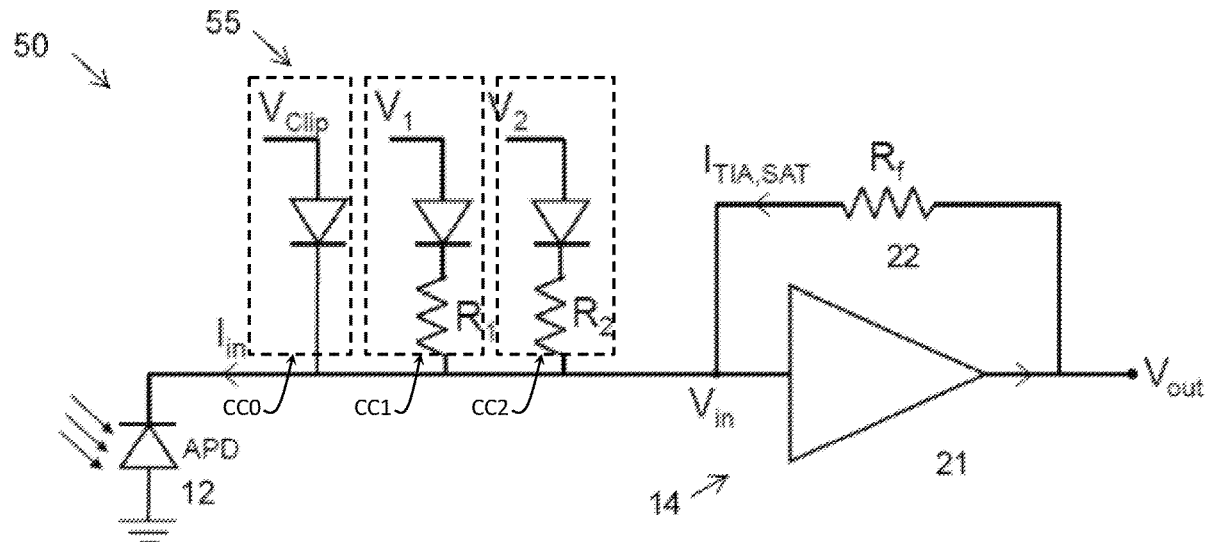 50
55
V_Clip
V_1
V_2
I_TIA,SAT
R_f
22
R_1
R_2
I_in
CC0
CC1
CC2
V_in
V_out
APD
12
14
21